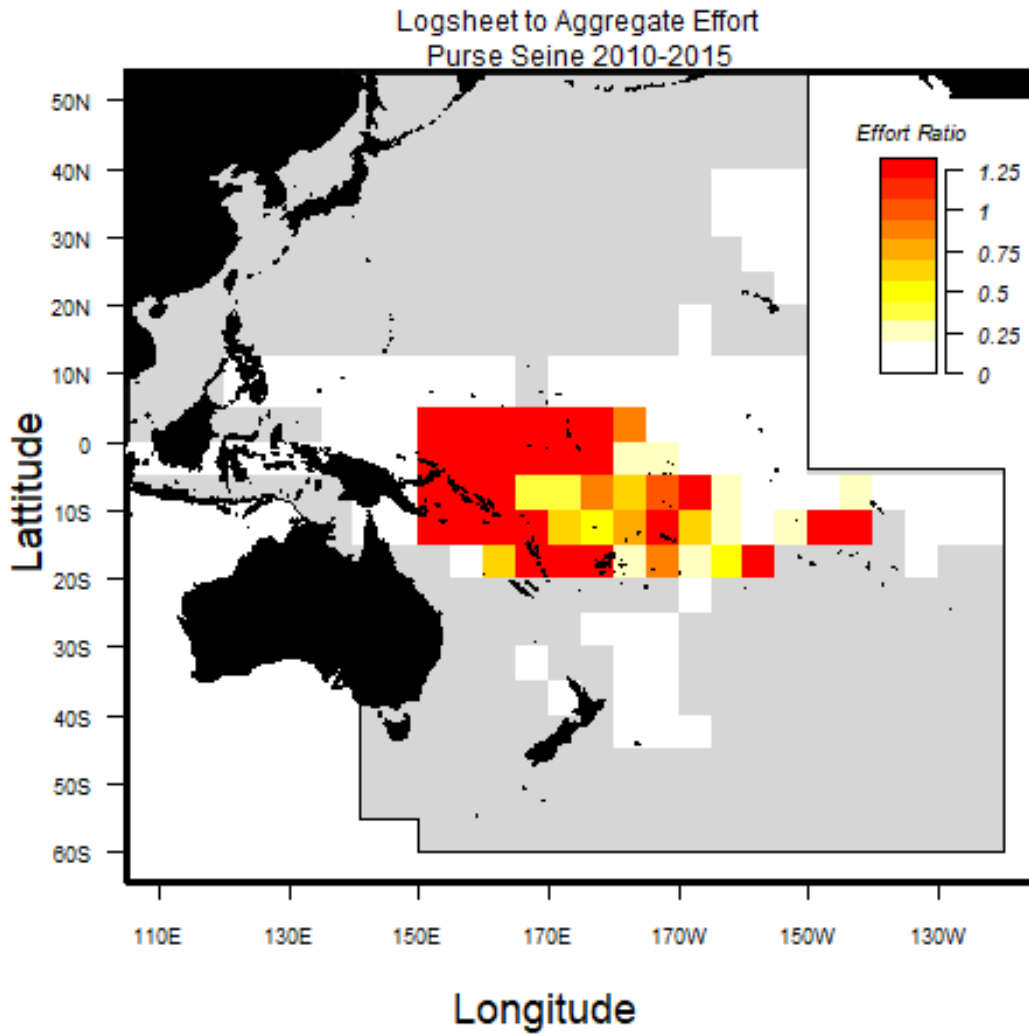 Logsheet to Aggregate Effort
Purse Seine 2010-2015
Effort Ratio
1.25
1
0.75
0.5
0.25
0
50N
40N
30N
20N
10N
0
10S
20S
30S
40S
50S
60S
Lattitude
110E
130E
150E
170E
170W
150W
130W
Longitude